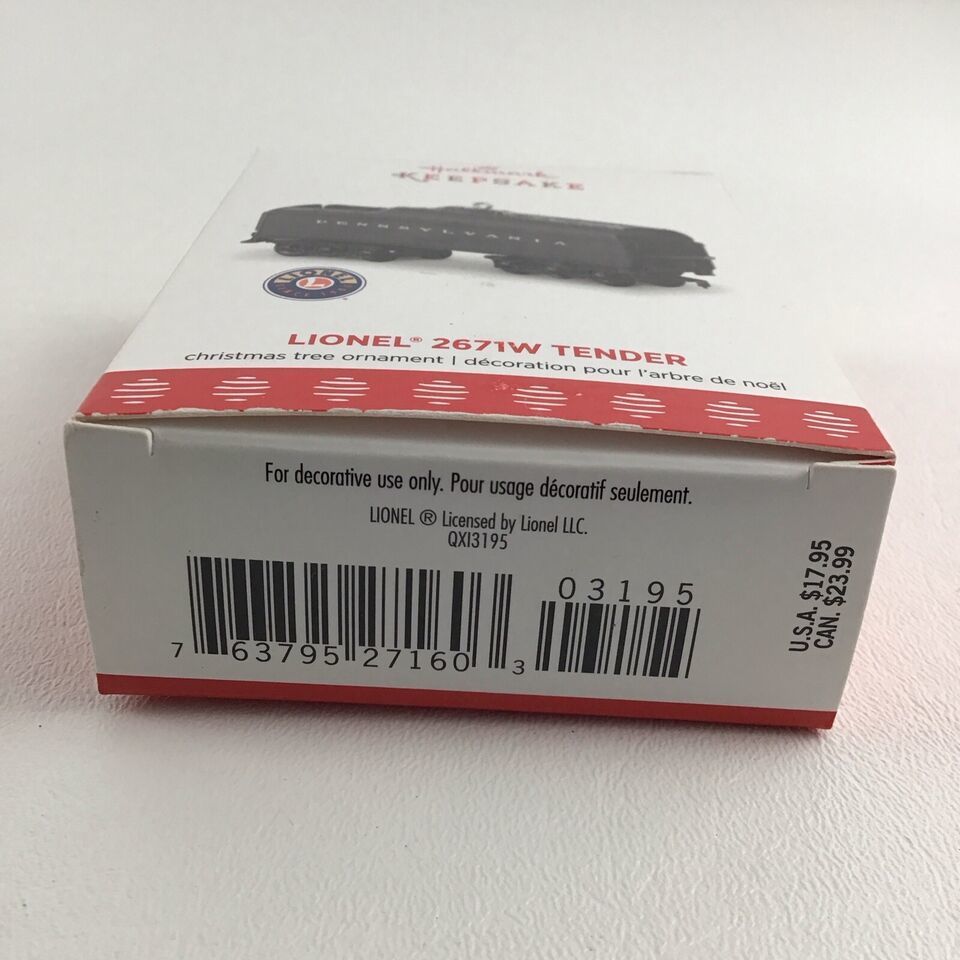 Hallmark
KEEPSAKE
PENNSYLVANIA
LIONEL
LIONEL® 2671W TENDER
christmas tree ornament | décoration pour l'arbre de noël
For decorative use only. Pour usage décoratif seulement.
LIONEL ® Licensed by Lionel LLC.
QXI3195
03195
7 63795 27160 3
U.S.A. $17.95
CAN. $23.99